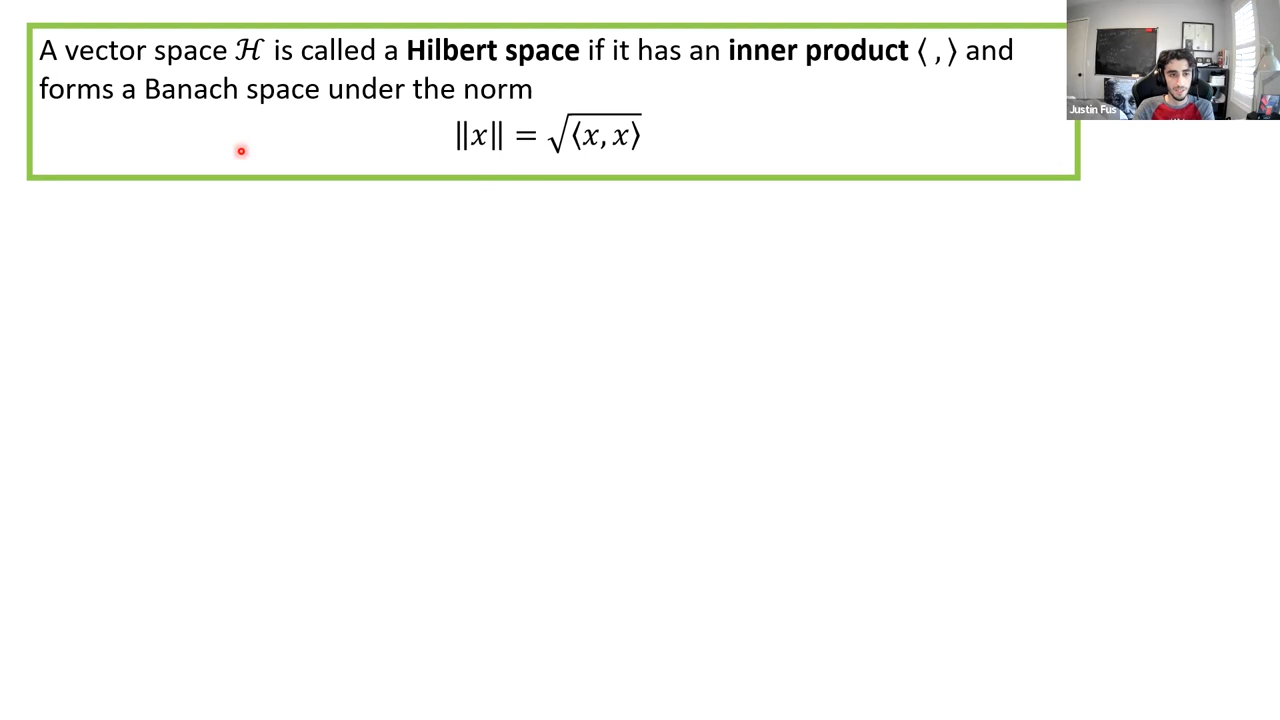 A vector space ℋ is called a Hilbert space if it has an inner product ⟨ , ⟩ and
forms a Banach space under the norm
‖x‖ = √⟨x, x⟩
Justin Fus